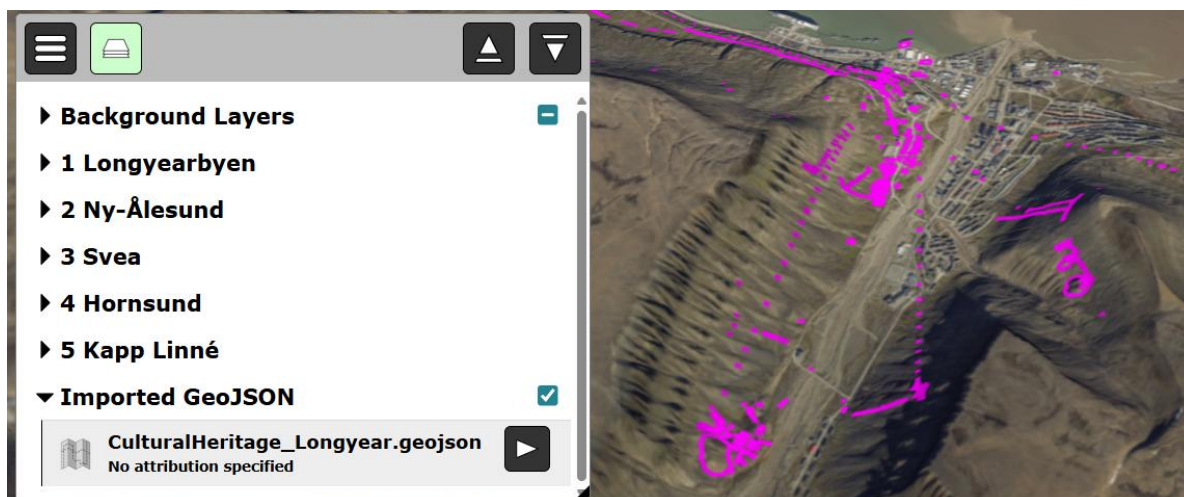 Background Layers
1 Longyearbyen
2 Ny-Ålesund
3 Svea
4 Hornsund
5 Kapp Linné
Imported GeoJSON
CulturalHeritage_Longyear.geojson
No attribution specified